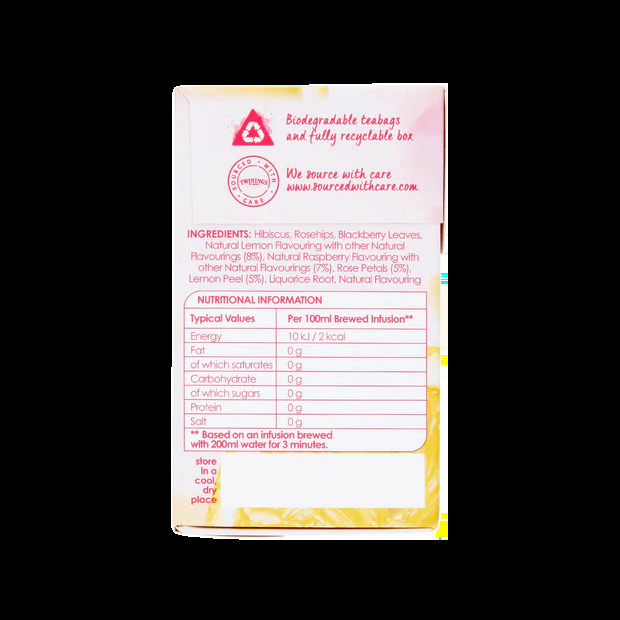 Biodegradable teabags
and fully recyclable box
SOURCED • WITH • CARE •
TWININGS
We source with care
www.sourcedwithcare.com
INGREDIENTS: Hibiscus, Rosehips, Blackberry Leaves,
Natural Lemon Flavouring with other Natural
Flavourings (8%), Natural Raspberry Flavouring with
other Natural Flavourings (7%), Rose Petals (5%),
Lemon Peel (5%), Liquorice Root, Natural Flavouring
NUTRITIONAL INFORMATION
Typical Values Per 100ml Brewed Infusion**
Energy 10 kJ / 2 kcal
Fat 0 g
of which saturates 0 g
Carbohydrate 0 g
of which sugars 0 g
Protein 0 g
Salt 0 g
** Based on an infusion brewed
with 200ml water for 3 minutes.
store
in a
cool,
dry
place